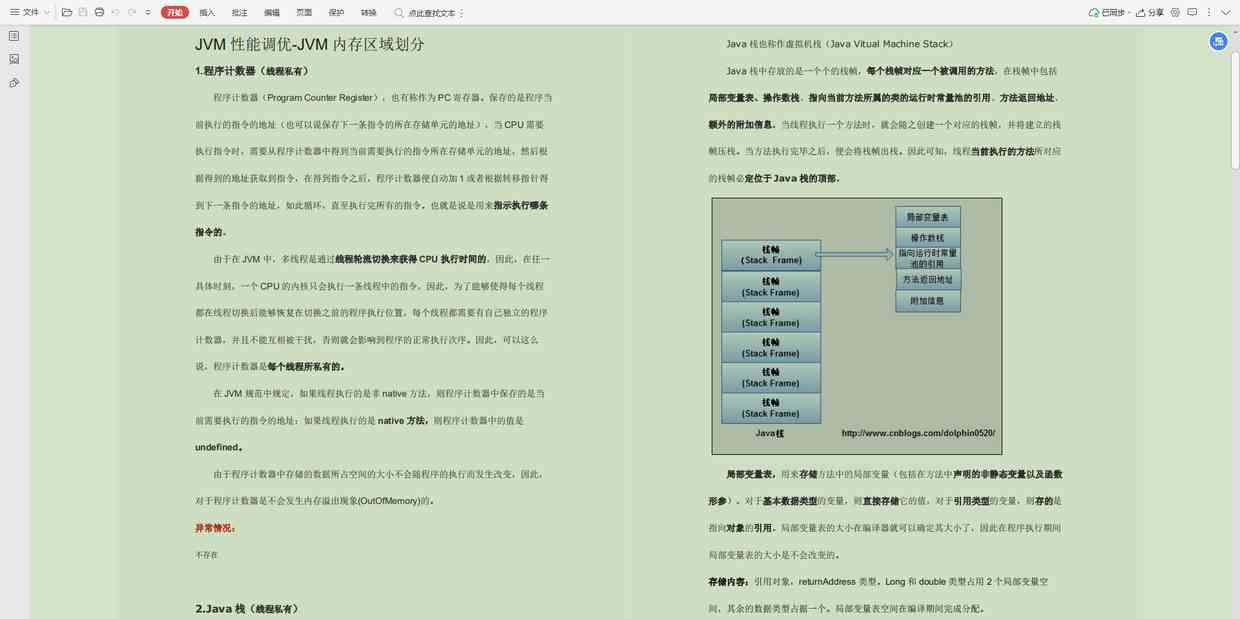 文件
开始
插入
批注
编辑
页面
保护
转换
点此查找文本
已同步
分享
JVM 性能调优-JVM 内存区域划分
1.程序计数器（线程私有）
程序计数器（Program Counter Register），也有称作为 PC 寄存器。保存的是程序当
前执行的指令的地址（也可以说保存下一条指令的所在存储单元的地址），当 CPU 需要
执行指令时，需要从程序计数器中得到当前需要执行的指令所在存储单元的地址，然后根
据得到的地址获取到指令，在得到指令之后，程序计数器便自动加 1 或者根据转移指针得
到下一条指令的地址，如此循环，直至执行完所有的指令。也就是说是用来指示执行哪条
指令的。
由于在 JVM 中，多线程是通过线程轮流切换来获得 CPU 执行时间的，因此，在任一
具体时刻，一个 CPU 的内核只会执行一条线程中的指令，因此，为了能够使得每个线程
都在线程切换后能够恢复在切换之前的程序执行位置，每个线程都需要有自己独立的程序
计数器，并且不能互相被干扰，否则就会影响到程序的正常执行次序。因此，可以这么
说，程序计数器是每个线程所私有的。
在 JVM 规范中规定，如果线程执行的是非 native 方法，则程序计数器中保存的是当
前需要执行的指令的地址；如果线程执行的是 native 方法，则程序计数器中的值是
undefined。
由于程序计数器中存储的数据所占空间的大小不会随程序的执行而发生改变，因此，
对于程序计数器是不会发生内存溢出现象(OutOfMemory)的。
异常情况：
不存在
2.Java 栈（线程私有）
Java 栈也称作虚拟机栈（Java Vitual Machine Stack）
Java 栈中存放的是一个个的栈帧，每个栈帧对应一个被调用的方法，在栈帧中包括
局部变量表、操作数栈、指向当前方法所属的类的运行时常量池的引用、方法返回地址、
额外的附加信息。当线程执行一个方法时，就会随之创建一个对应的栈帧，并将建立的栈
帧压栈。当方法执行完毕之后，便会将栈帧出栈。因此可知，线程当前执行的方法所对应
的栈帧必定位于 Java 栈的顶部。
栈帧
(Stack Frame)
栈帧
(Stack Frame)
栈帧
(Stack Frame)
栈帧
(Stack Frame)
栈帧
(Stack Frame)
栈帧
(Stack Frame)
Java栈
局部变量表
操作数栈
指向运行时常量
池的引用
方法返回地址
附加信息
http://www.cnblogs.com/dolphin0520/
局部变量表，用来存储方法中的局部变量（包括在方法中声明的非静态变量以及函数
形参）。对于基本数据类型的变量，则直接存储它的值，对于引用类型的变量，则存的是
指向对象的引用。局部变量表的大小在编译器就可以确定其大小了，因此在程序执行期间
局部变量表的大小是不会改变的。
存储内容：引用对象，returnAddress 类型。Long 和 double 类型占用 2 个局部变量空
间，其余的数据类型占据一个。局部变量表空间在编译期间完成分配。